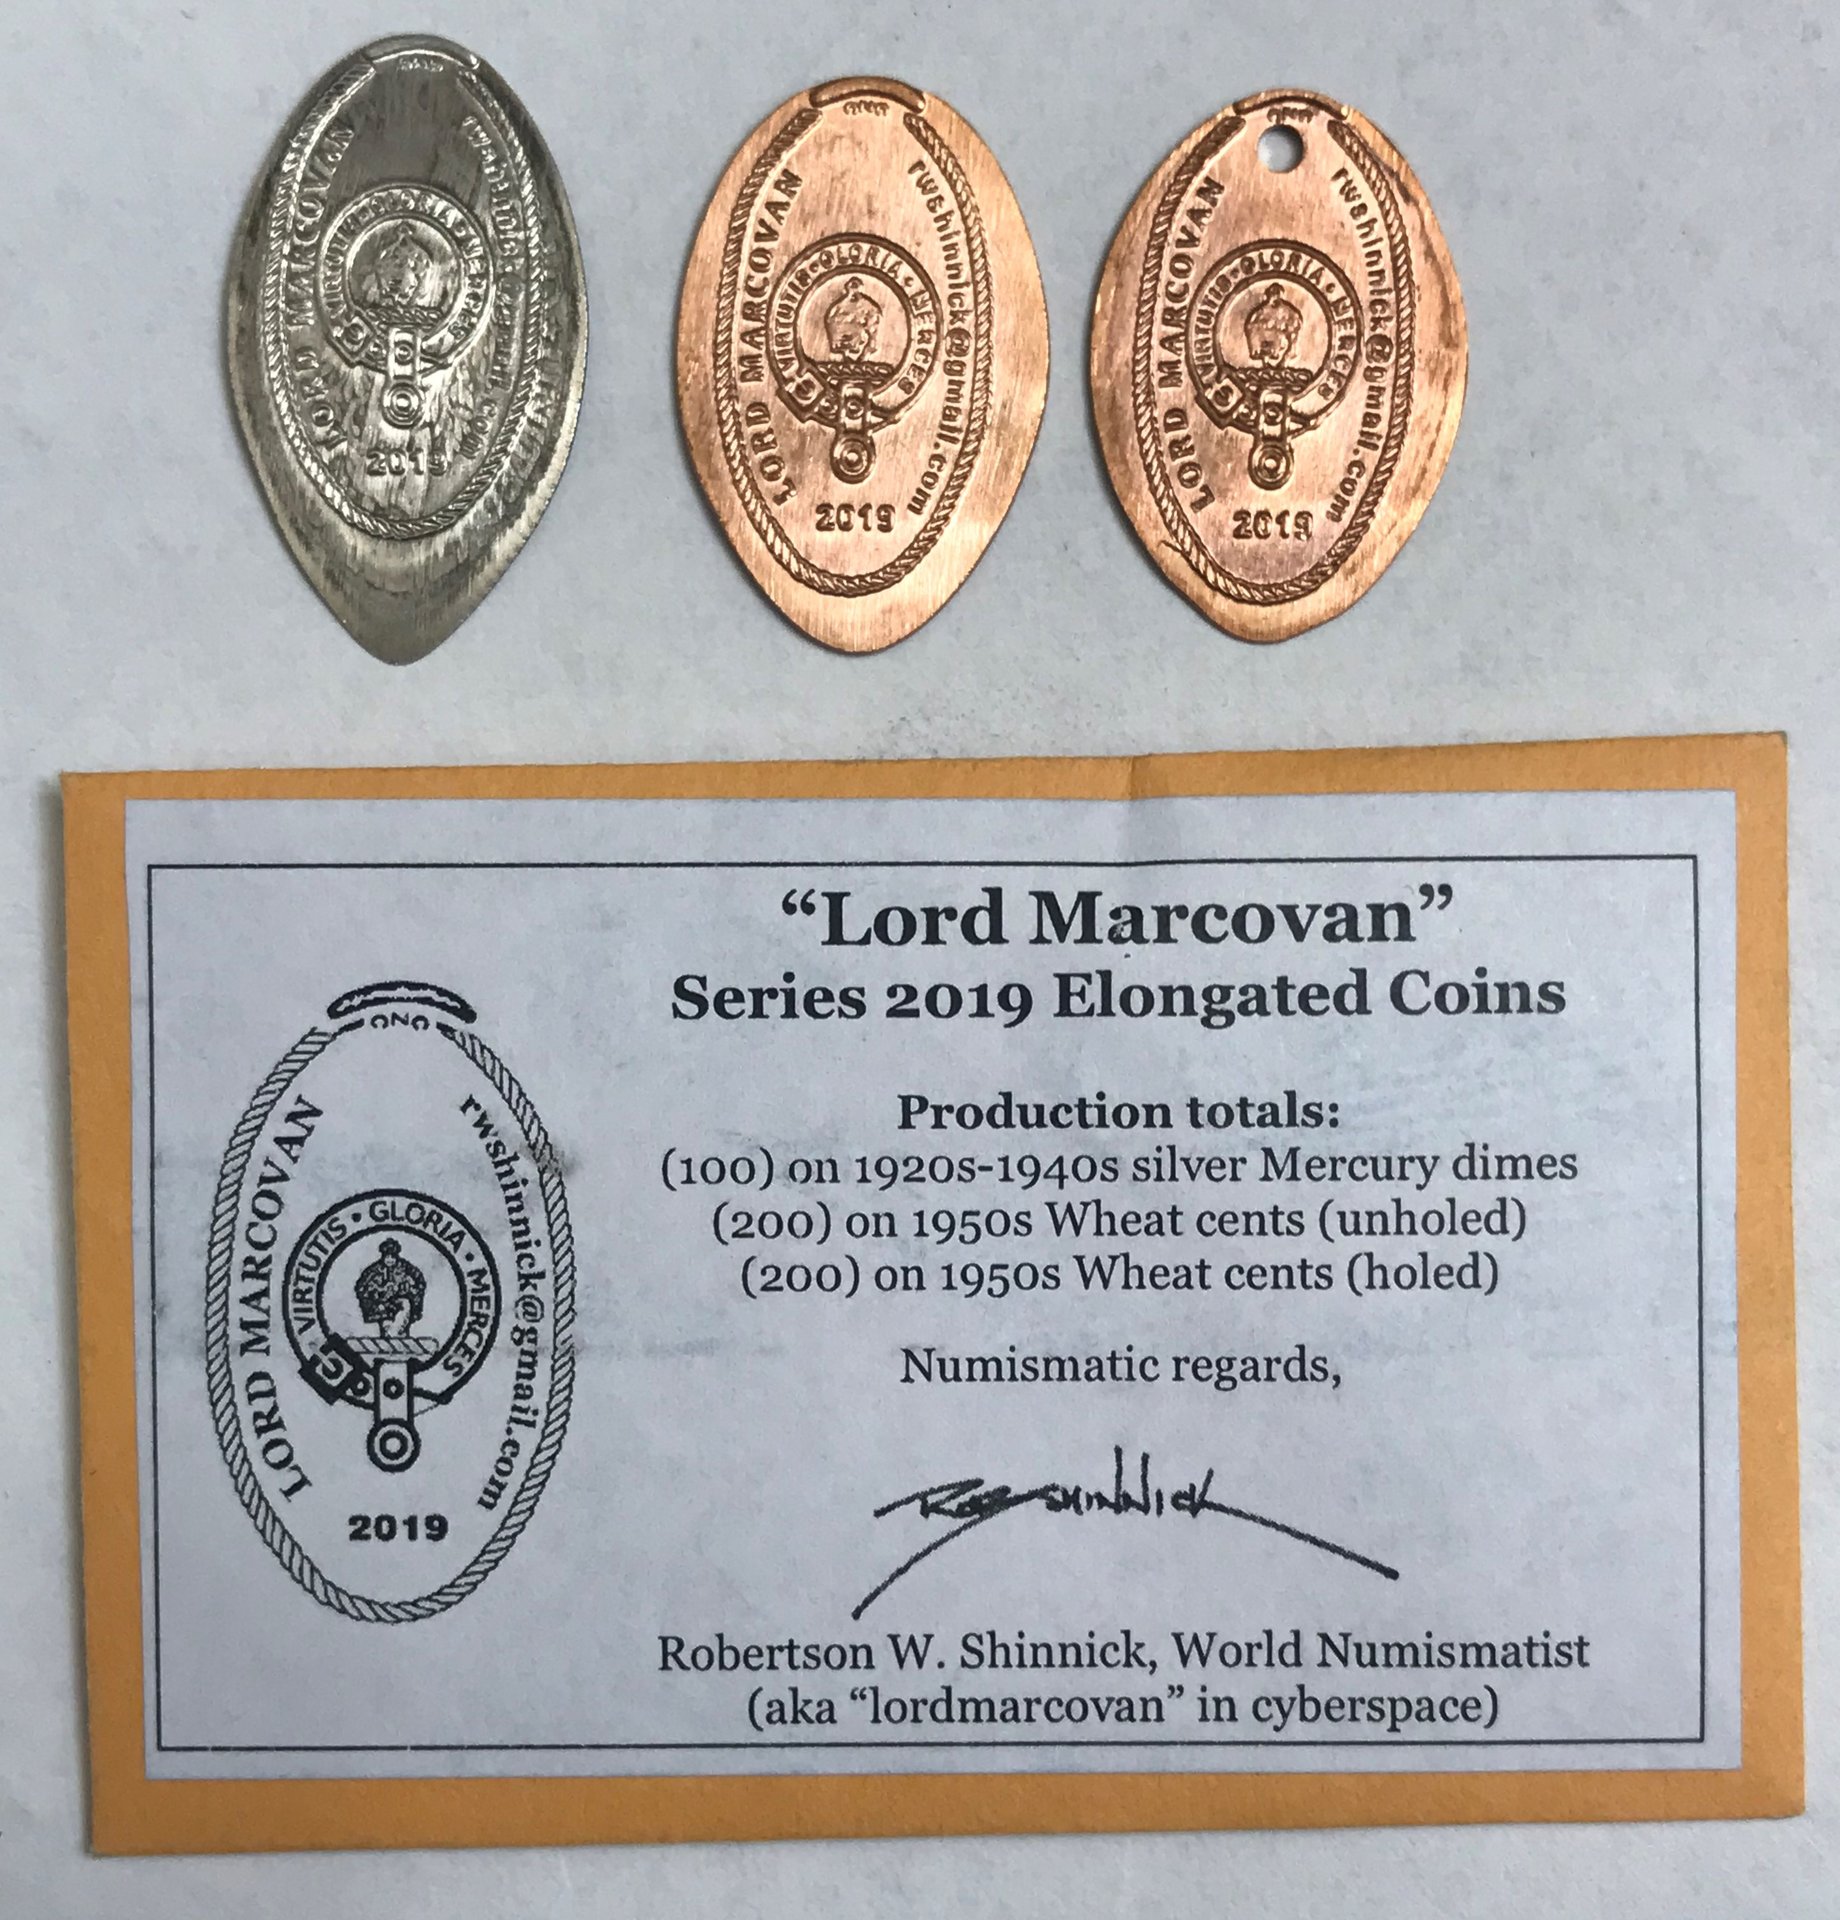 LORD MARCOVAN
rwshinnick
VIRTUTIS • GLORIA • MERCES
2019
LORD MARCOVAN
rwshinnick@gmail.com
VIRTUTIS • GLORIA • MERCES
2019
LORD MARCOVAN
rwshinnick@gmail.com
VIRTUTIS • GLORIA • MERCES
2019
“Lord Marcovan”
Series 2019 Elongated Coins
Production totals:
(100) on 1920s-1940s silver Mercury dimes
(200) on 1950s Wheat cents (unholed)
(200) on 1950s Wheat cents (holed)
Numismatic regards,
Rob Shinnick
Robertson W. Shinnick, World Numismatist
(aka “lordmarcovan” in cyberspace)
LORD MARCOVAN
rwshinnick@gmail.com
VIRTUTIS • GLORIA • MERCES
2019